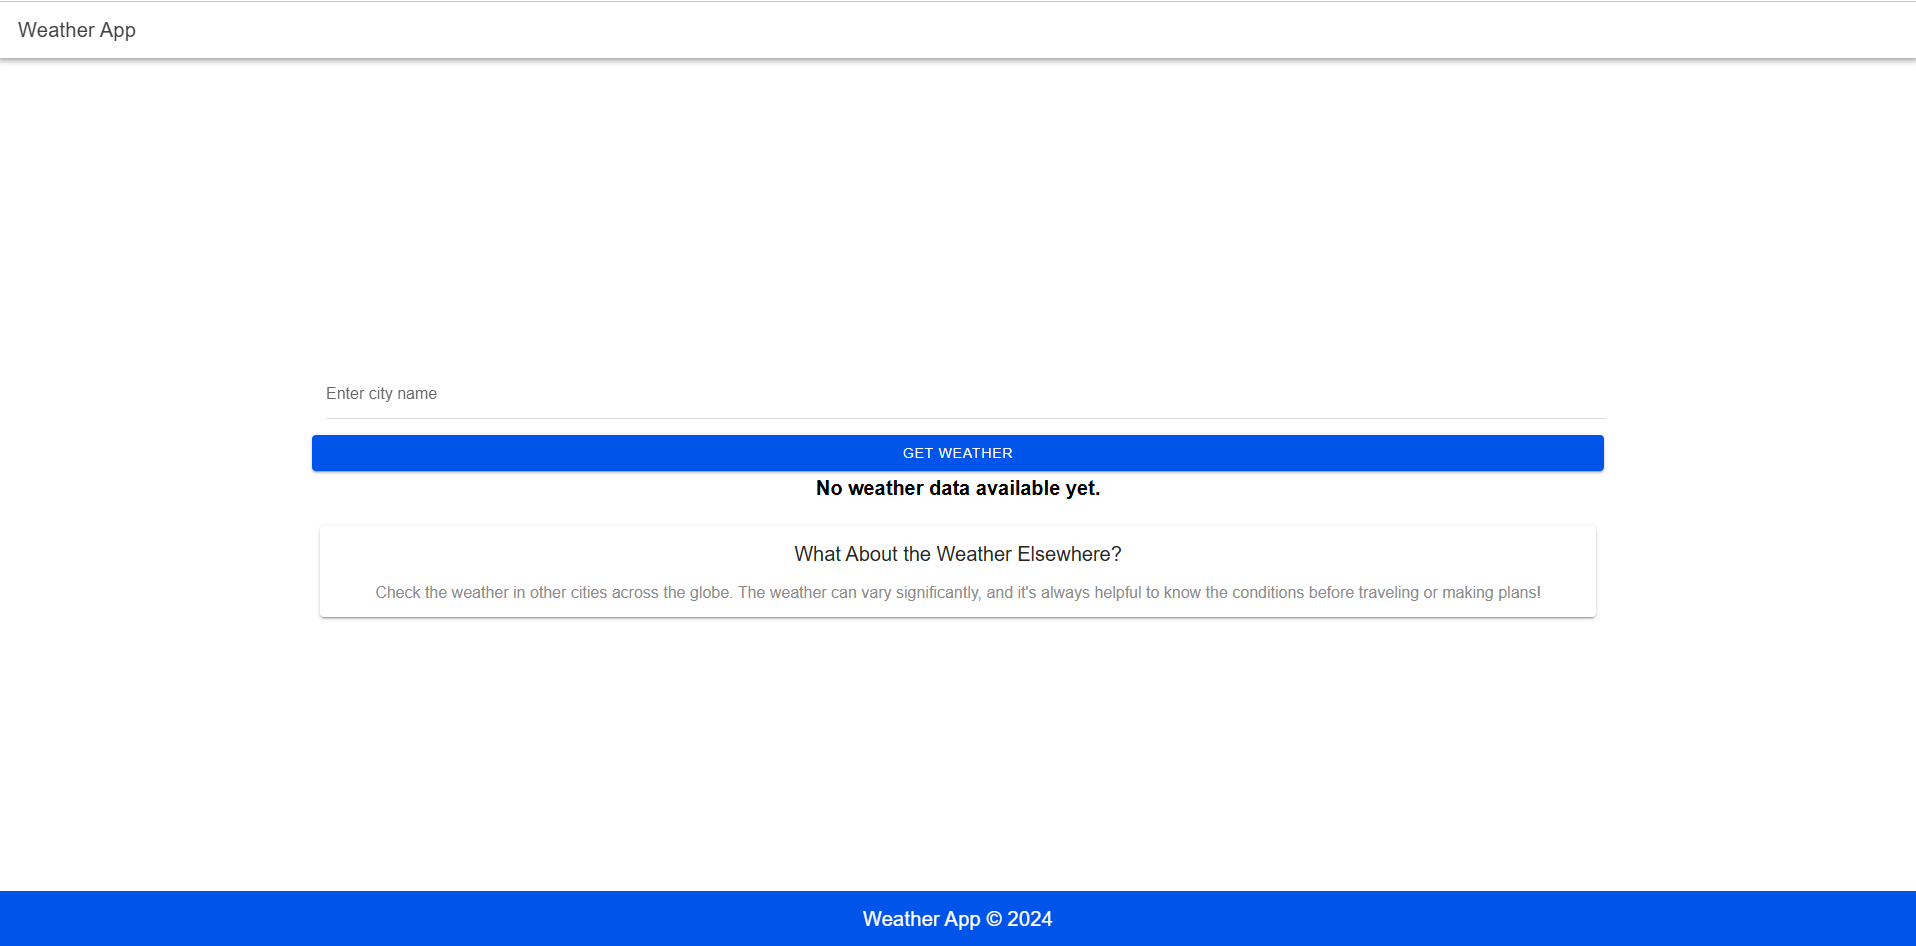 Weather App
Enter city name
GET WEATHER
No weather data available yet.
What About the Weather Elsewhere?
Check the weather in other cities across the globe. The weather can vary significantly, and it's always helpful to know the conditions before traveling or making plans!
Weather App © 2024